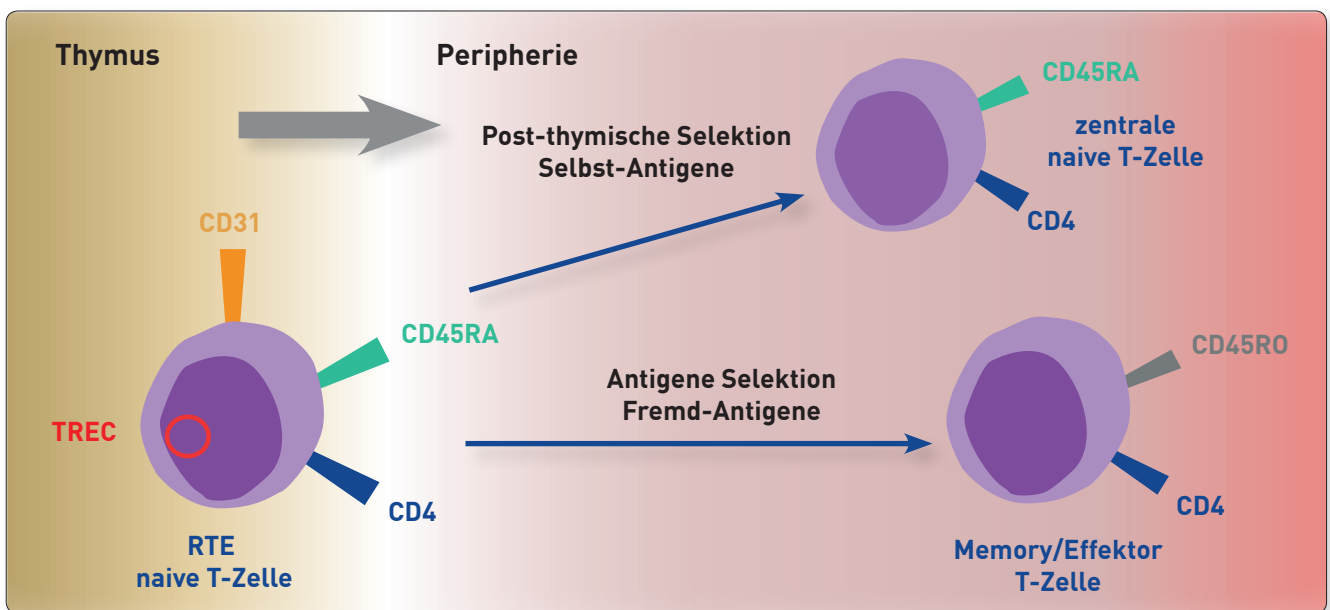 Thymus
Peripherie
CD45RA
Post-thymische Selektion
Selbst-Antigene
zentrale
naive T-Zelle
CD4
CD31
CD45RA
CD45RO
Antigene Selektion
Fremd-Antigene
TREC
CD4
CD4
RTE
naive T-Zelle
Memory/Effektor
T-Zelle